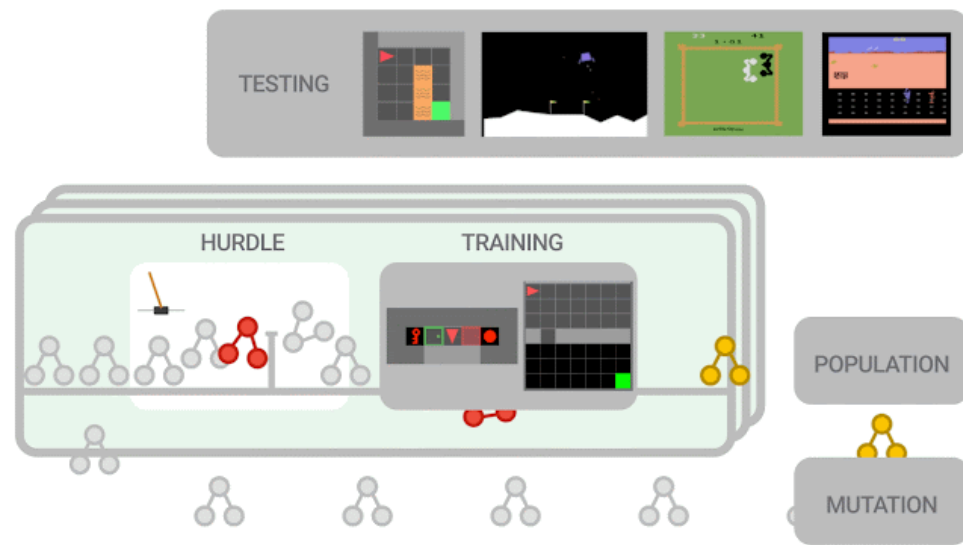 TESTING
HURDLE
TRAINING
POPULATION
MUTATION